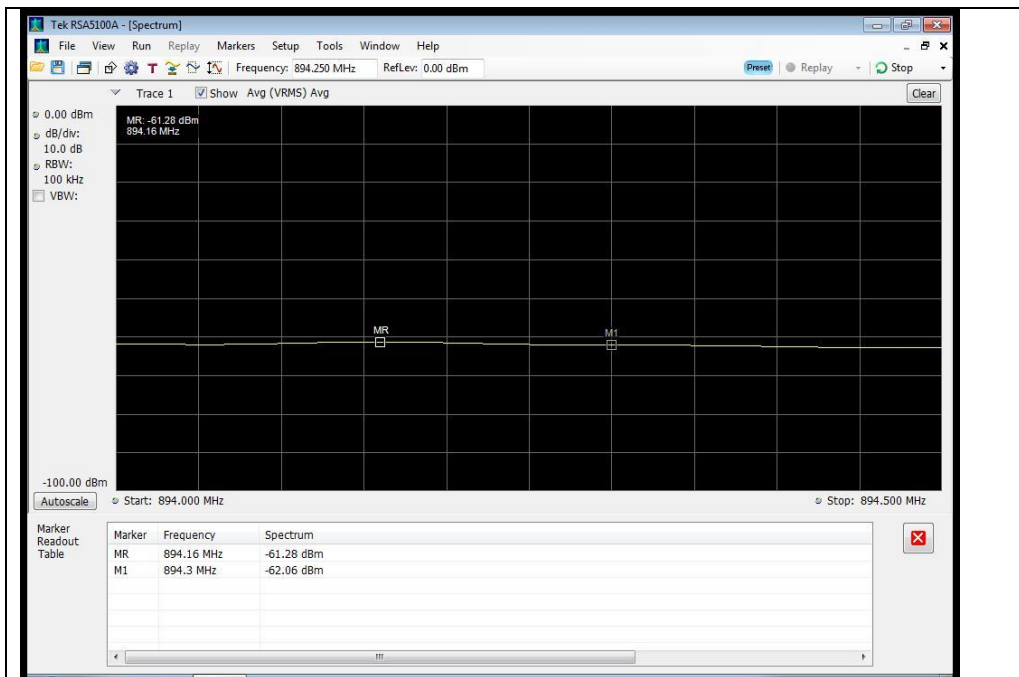 Tek RSA5100A - [Spectrum]
File View Run Replay Markers Setup Tools Window Help
T Frequency: 894.250 MHz RefLev: 0.00 dBm Preset Replay Stop
Trace 1 Show Avg (VRMS) Avg Clear
0.00 dBm
dB/div:
10.0 dB
RBW:
100 kHz
VBW:
MR: -61.28 dBm
894.16 MHz
MR
M1
-100.00 dBm
Autoscale Start: 894.000 MHz Stop: 894.500 MHz
Marker
Readout
Table
Marker Frequency Spectrum
MR 894.16 MHz -61.28 dBm
M1 894.3 MHz -62.06 dBm